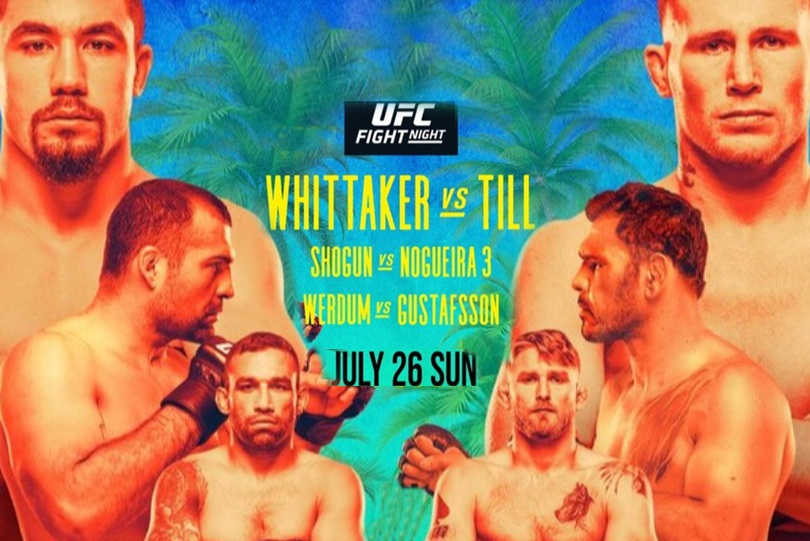 UFC
FIGHT NIGHT
WHITTAKER VS TILL
SHOGUN VS NOGUEIRA 3
WERDUM VS GUSTAFSSON
JULY 26 SUN